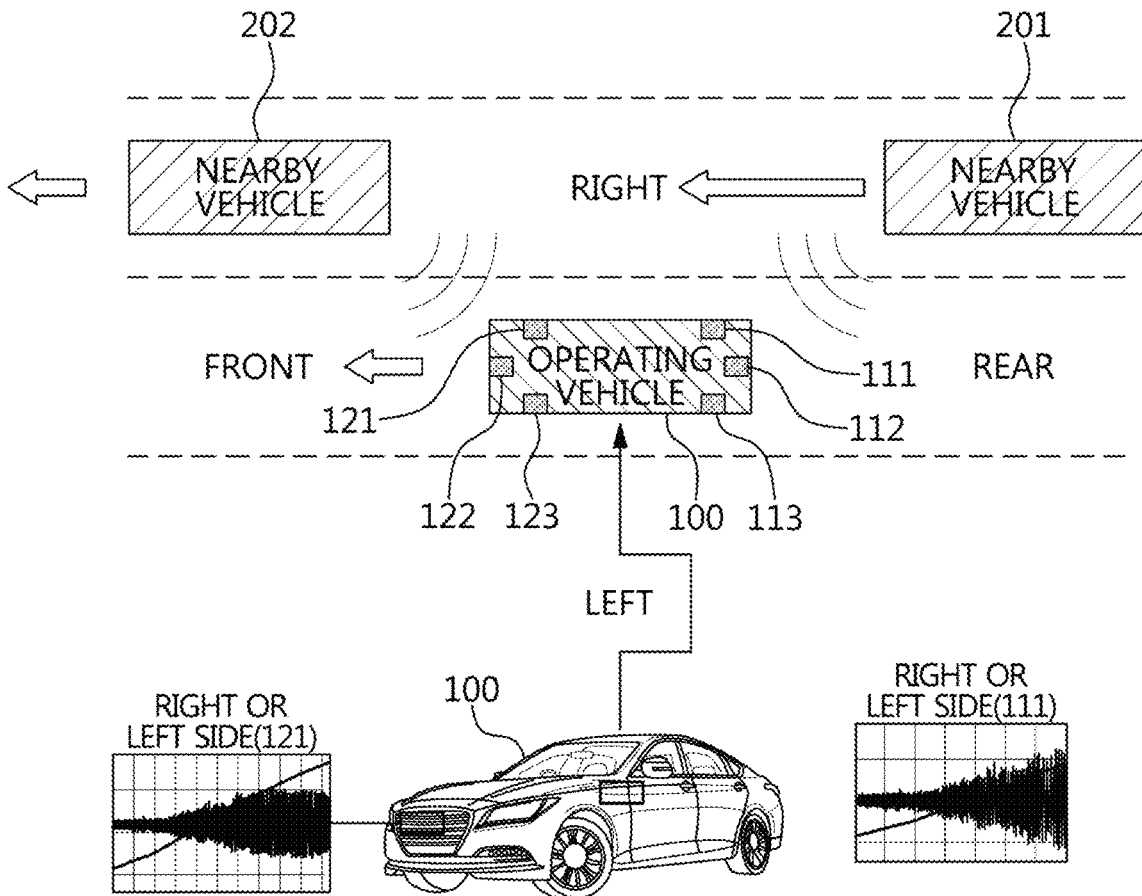 202
201
NEARBY
VEHICLE
RIGHT
NEARBY
VEHICLE
FRONT
OPERATING
VEHICLE
REAR
121
111
112
122
123
100
113
LEFT
100
RIGHT OR
LEFT SIDE(121)
RIGHT OR
LEFT SIDE(111)